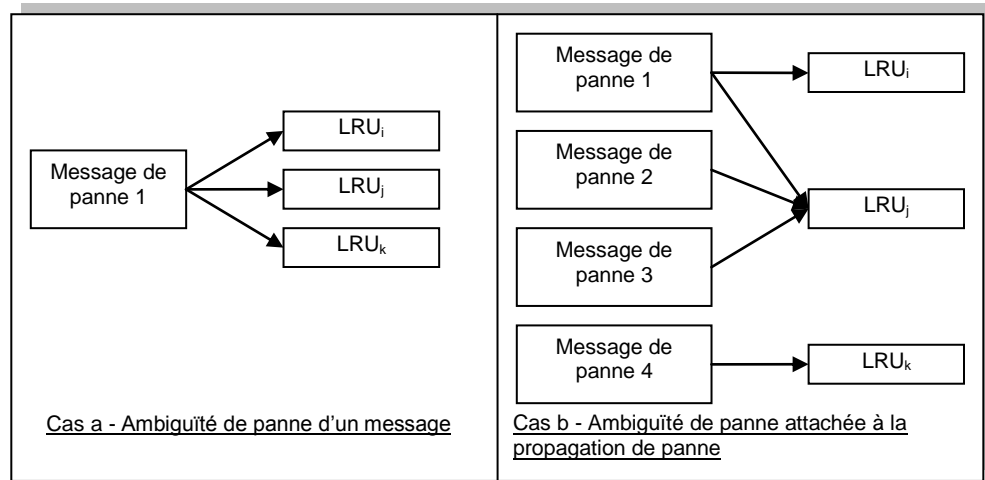 Message de
panne 1
LRUi
LRUj
LRUk
Cas a - Ambiguïté de panne d'un message
Message de
panne 1
Message de
panne 2
Message de
panne 3
Message de
panne 4
LRUi
LRUj
LRUk
Cas b - Ambiguïté de panne attachée à la
propagation de panne